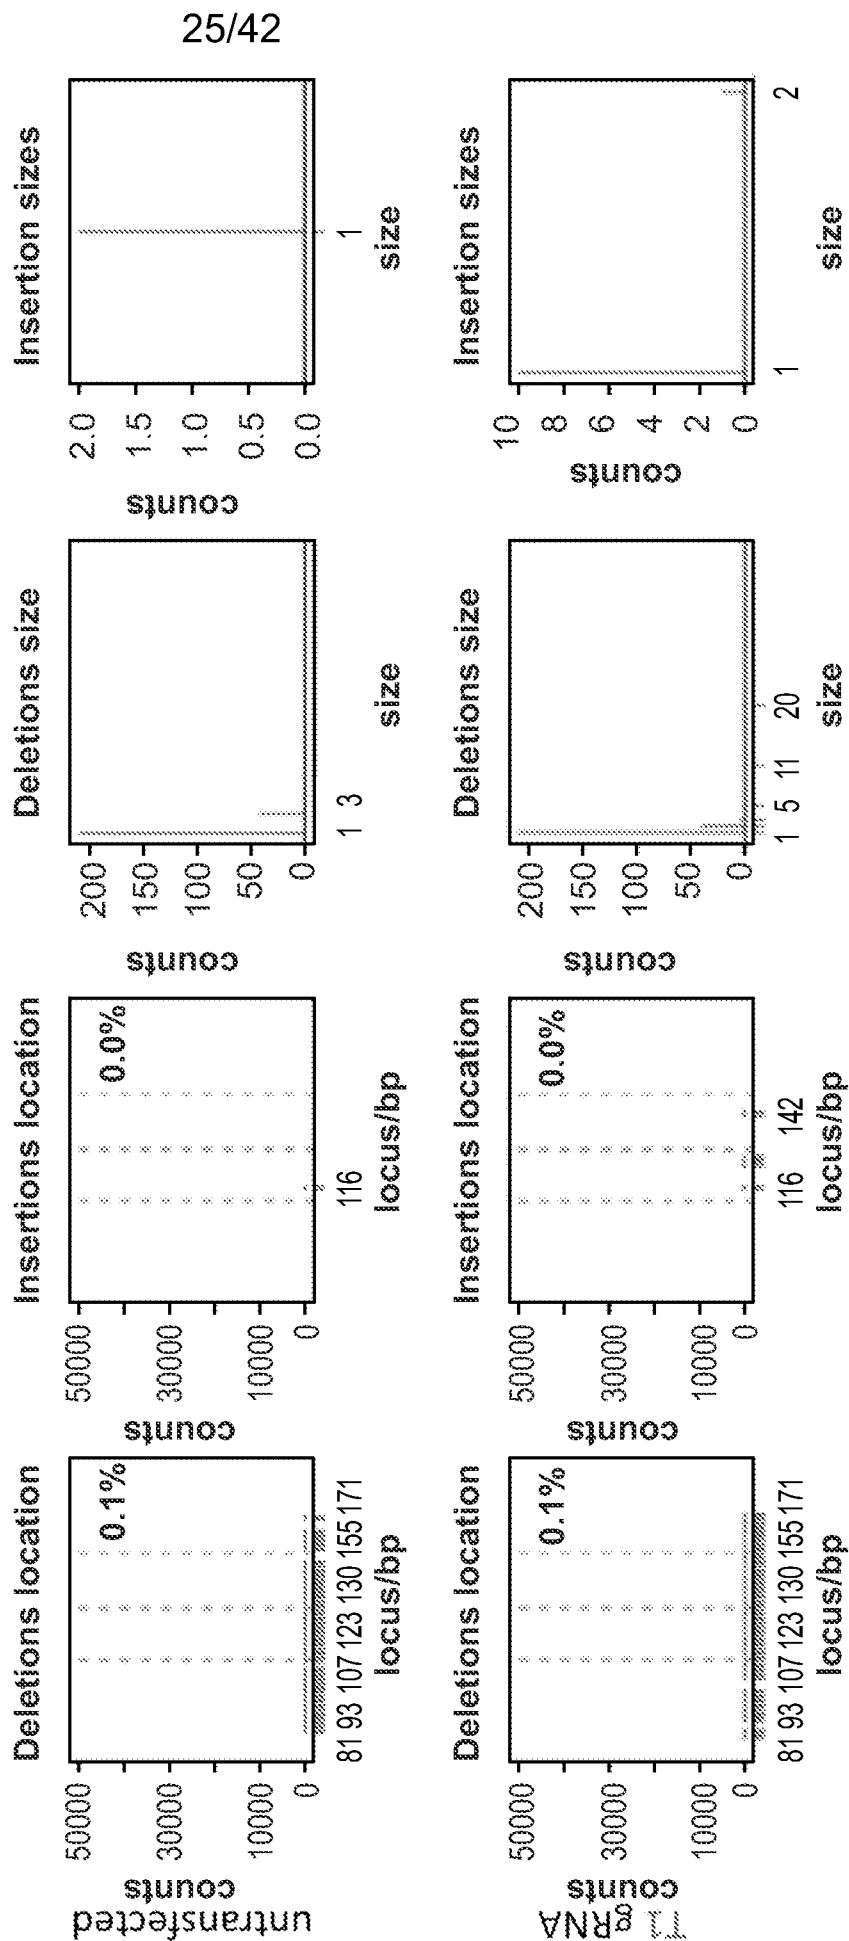 25/42
untransfected
Deletions location
counts
50000
30000
10000
0
0.1%
81 93 107 123 130 155 171
locus/bp
Insertions location
counts
50000
30000
10000
0
0.0%
116
locus/bp
Deletions size
counts
200
150
100
50
0
1 3
size
Insertion sizes
counts
2.0
1.5
1.0
0.5
0.0
1
size
T1 gRNA
Deletions location
counts
50000
30000
10000
0
0.1%
81 93 107 123 130 155 171
locus/bp
Insertions location
counts
50000
30000
10000
0
0.0%
116 142
locus/bp
Deletions size
counts
200
150
100
50
0
1 5 11 20
size
Insertion sizes
counts
10
8
6
4
2
0
1 2
size